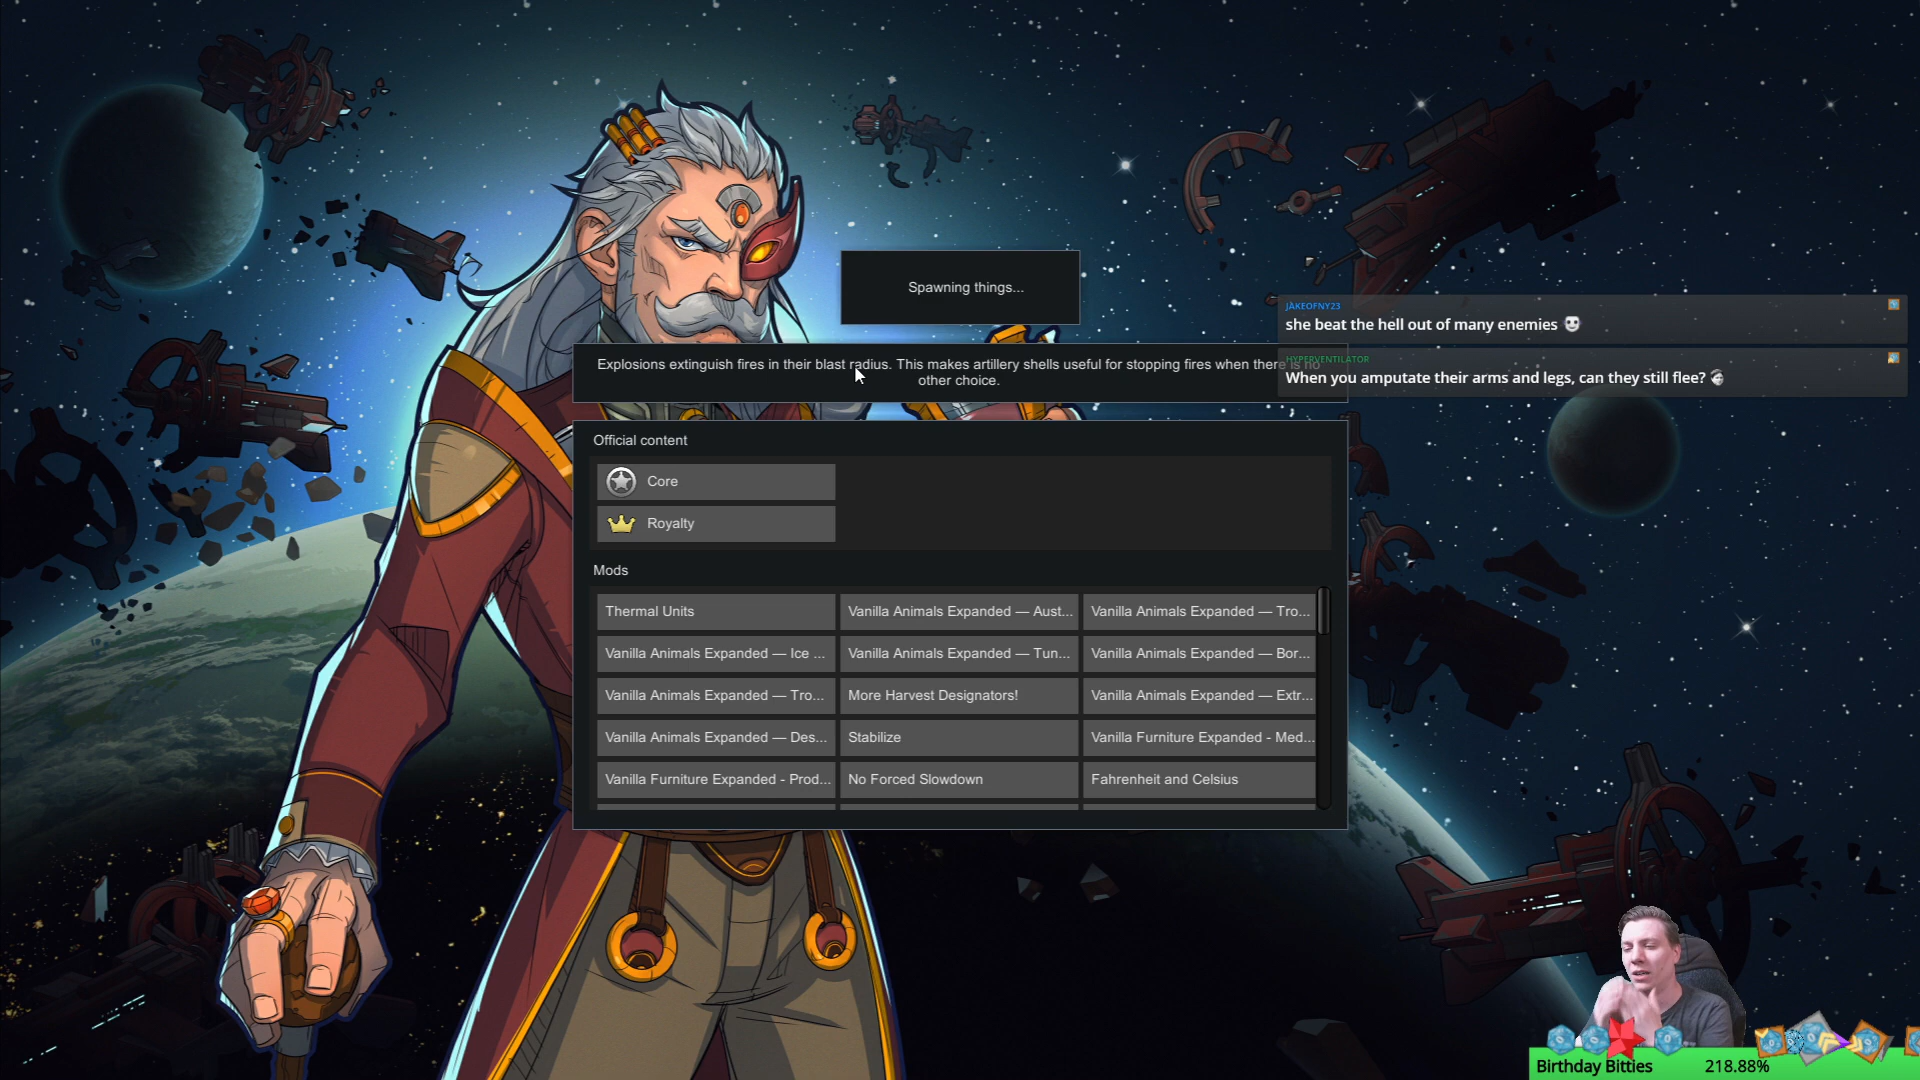 Spawning things...
Explosions extinguish fires in their blast radius. This makes artillery shells useful for stopping fires when there is no
other choice.
JAKEOFNY23
she beat the hell out of many enemies
HYPERVENTILATOR
When you amputate their arms and legs, can they still flee?
Official content
Core
Royalty
Mods
Thermal Units
Vanilla Animals Expanded — Aust...
Vanilla Animals Expanded — Tro...
Vanilla Animals Expanded — Ice ...
Vanilla Animals Expanded — Tun...
Vanilla Animals Expanded — Bor...
Vanilla Animals Expanded — Tro...
More Harvest Designators!
Vanilla Animals Expanded — Extr...
Vanilla Animals Expanded — Des...
Stabilize
Vanilla Furniture Expanded - Med...
Vanilla Furniture Expanded - Prod...
No Forced Slowdown
Fahrenheit and Celsius
Birthday Bitties 218.88%